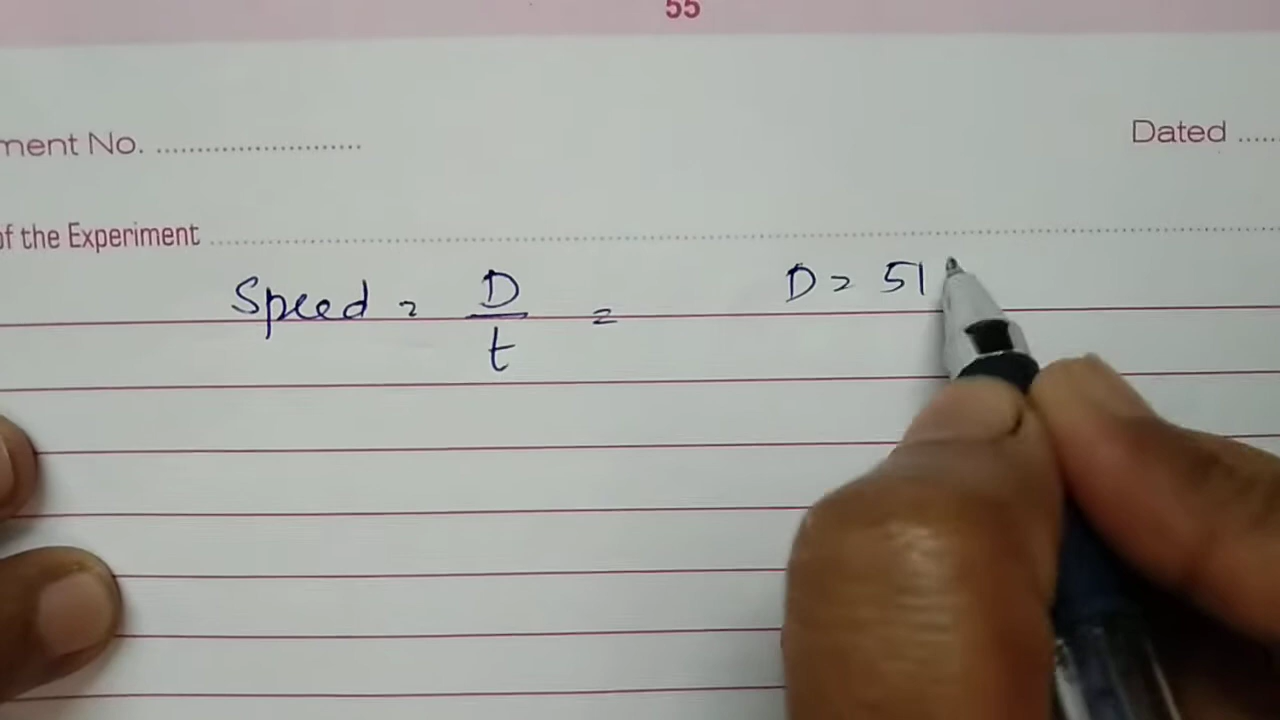 55
ment No. ........................
Dated .....
of the Experiment ........................
Speed = D/t =
D = 51